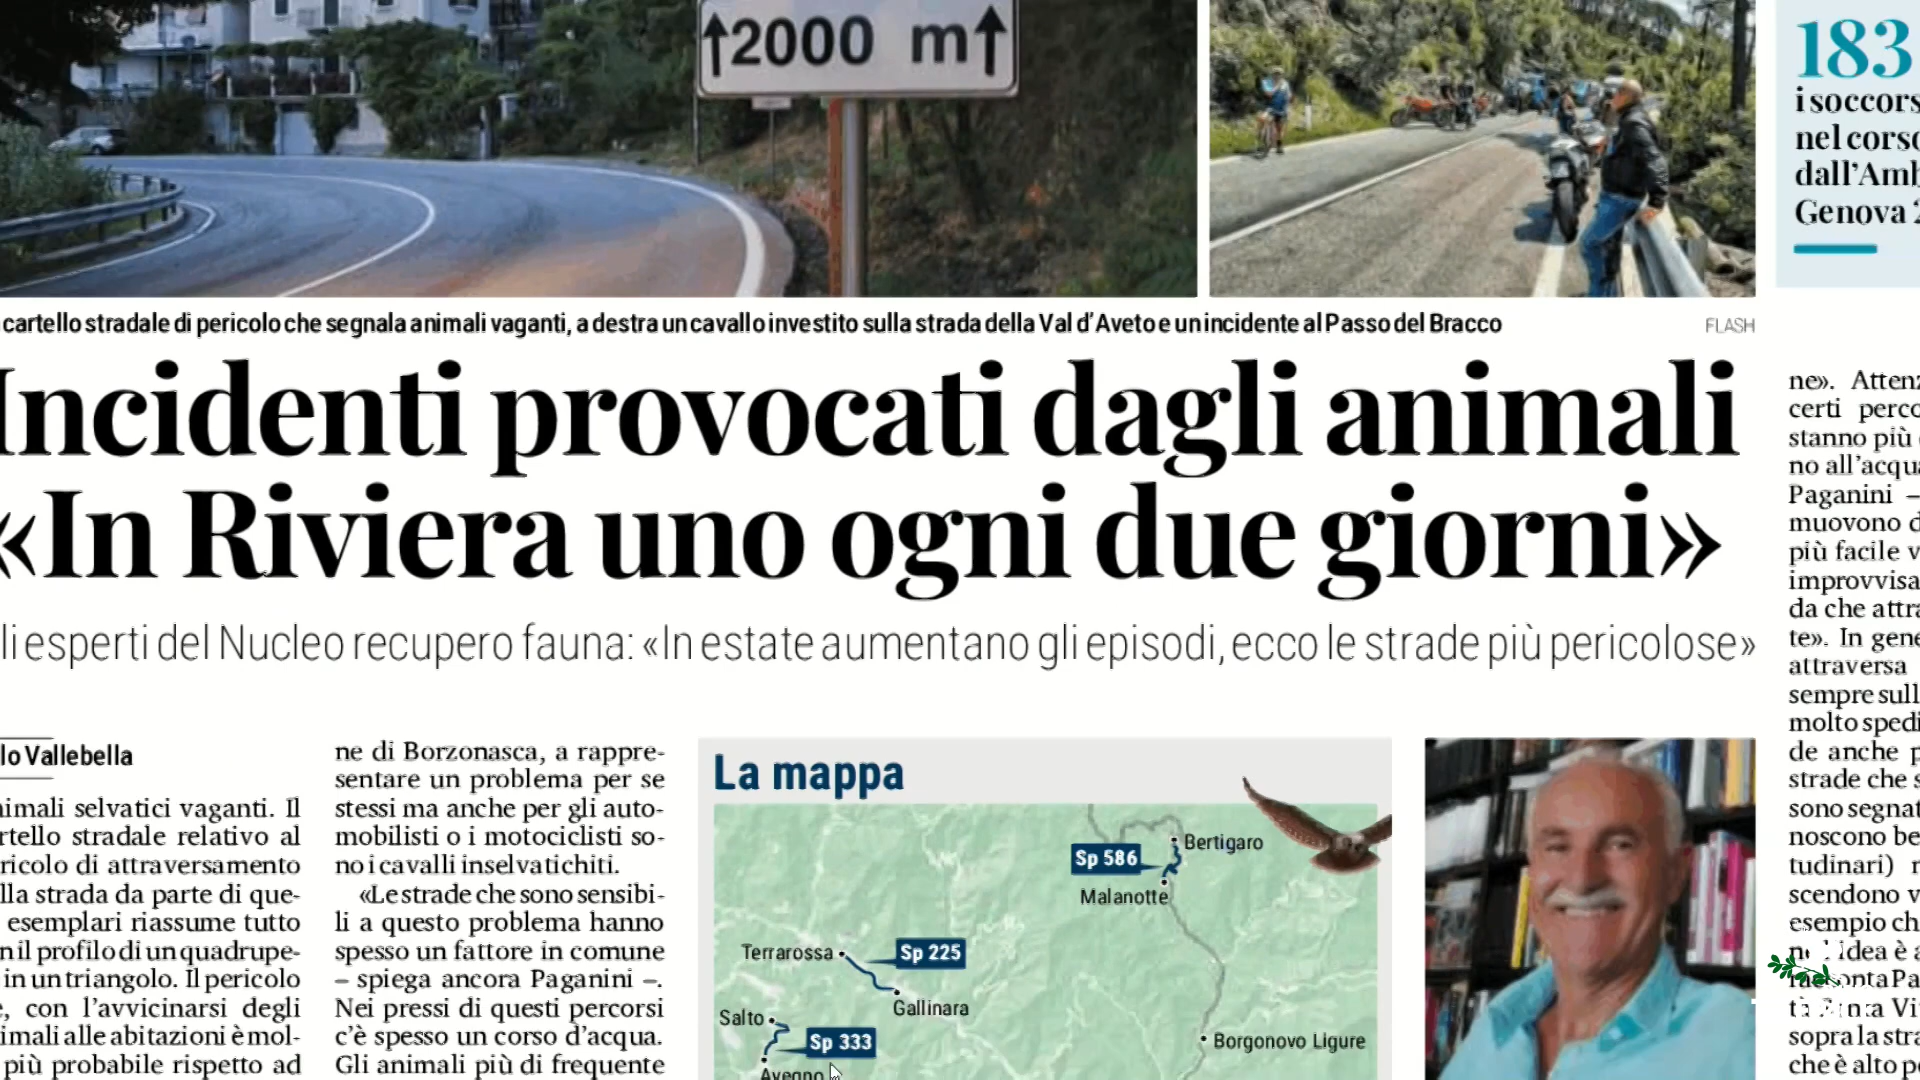 2000 m
183
i soccors
nel corso
dall'Amb
Genova 2
cartello stradale di pericolo che segnala animali vaganti, a destra un cavallo investito sulla strada della Val d'Aveto e un incidente al Passo del Bracco
FLASH
Incidenti provocati dagli animali
«In Riviera uno ogni due giorni»
li esperti del Nucleo recupero fauna: «In estate aumentano gli episodi, ecco le strade più pericolose»
lo Vallebella
nimali selvatici vaganti. Il
rtello stradale relativo al
ricolo di attraversamento
lla strada da parte di que-
esemplari riassume tutto
n il profilo di un quadrupe-
in un triangolo. Il pericolo
, con l'avvicinarsi degli
imali alle abitazioni è mol-
più probabile rispetto ad
ne di Borzonasca, a rappre-
sentare un problema per se
stessi ma anche per gli auto-
mobilisti o i motociclisti so-
no i cavalli inselvatichiti.
«Le strade che sono sensibi-
li a questo problema hanno
spesso un fattore in comune
– spiega ancora Paganini –.
Nei pressi di questi percorsi
c'è spesso un corso d'acqua.
Gli animali più di frequente
La mappa
Bertigaro
Sp 586
Malanotte
Terrarossa
Sp 225
Gallinara
Salto
Sp 333
Avegno
Borgonovo Ligure
ne». Attenz
certi perco
stanno più
no all'acqua
Paganini –
muovono d
più facile v
improvvisa
da che attra
te». In gene
attraversa
sempre sull
molto spedi
de anche p
strade che s
sono segnat
noscono be
tudinari) n
scendono v
esempio ch
idea è a
onta Pa
sopra la stra
che è alto p